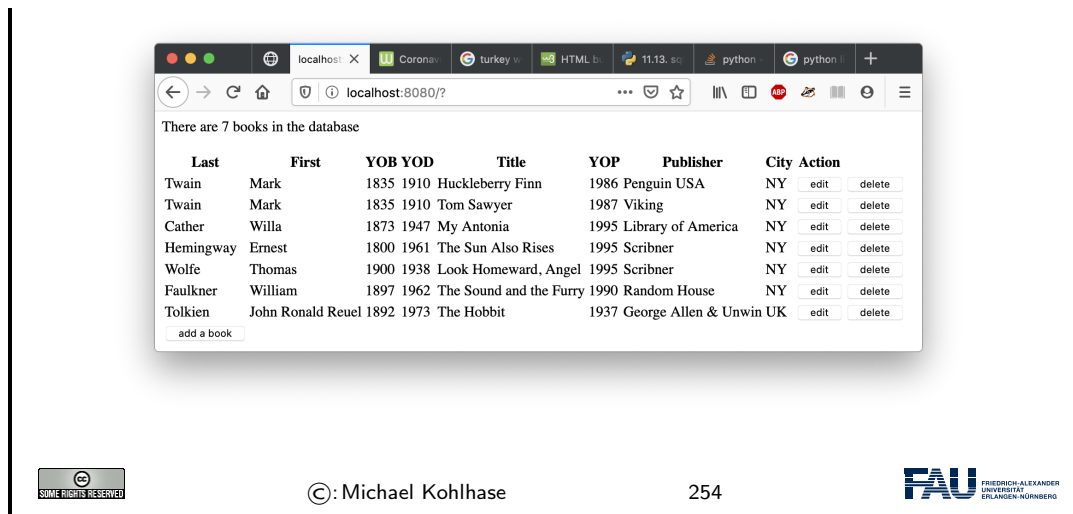 localhost Coronav turkey w HTML b 11.13. sq python - python li
localhost:8080/?
ABP
There are 7 books in the database
Last First YOB YOD Title YOP Publisher City Action
Twain Mark 1835 1910 Huckleberry Finn 1986 Penguin USA NY edit delete
Twain Mark 1835 1910 Tom Sawyer 1987 Viking NY edit delete
Cather Willa 1873 1947 My Antonia 1995 Library of America NY edit delete
Hemingway Ernest 1800 1961 The Sun Also Rises 1995 Scribner NY edit delete
Wolfe Thomas 1900 1938 Look Homeward, Angel 1995 Scribner NY edit delete
Faulkner William 1897 1962 The Sound and the Furry 1990 Random House NY edit delete
Tolkien John Ronald Reuel 1892 1973 The Hobbit 1937 George Allen & Unwin UK edit delete
add a book
cc
SOME RIGHTS RESERVED
©: Michael Kohlhase
254
FAU
FRIEDRICH-ALEXANDER
UNIVERSITÄT
ERLANGEN-NÜRNBERG